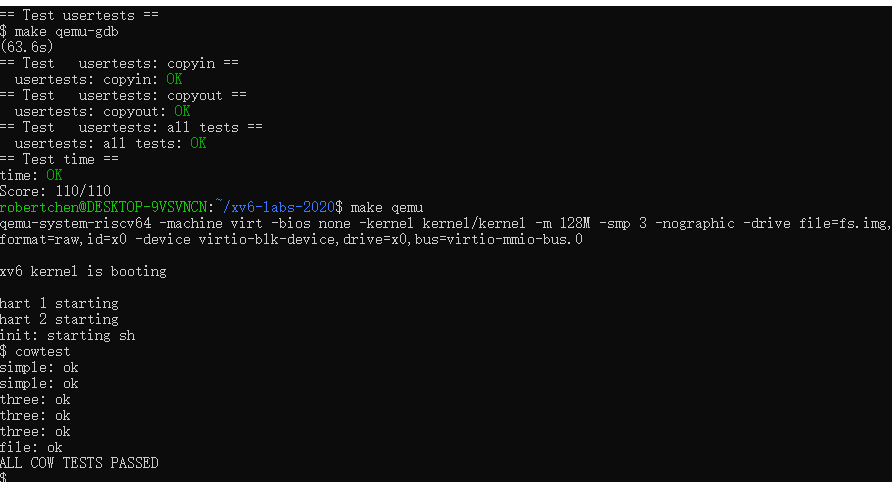 == Test usertests ==
$ make qemu-gdb
(63.6s)
== Test   usertests: copyin ==
  usertests: copyin: OK
== Test   usertests: copyout ==
  usertests: copyout: OK
== Test   usertests: all tests ==
  usertests: all tests: OK
== Test time ==
time: OK
Score: 110/110
robertchen@DESKTOP-9VSVNCN:~/xv6-labs-2020$ make qemu
qemu-system-riscv64 -machine virt -bios none -kernel kernel/kernel -m 128M -smp 3 -nographic -drive file=fs.img,
format=raw,id=x0 -device virtio-blk-device,drive=x0,bus=virtio-mmio-bus.0
xv6 kernel is booting
hart 1 starting
hart 2 starting
init: starting sh
$ cowtest
simple: ok
simple: ok
three: ok
three: ok
three: ok
file: ok
ALL COW TESTS PASSED
$